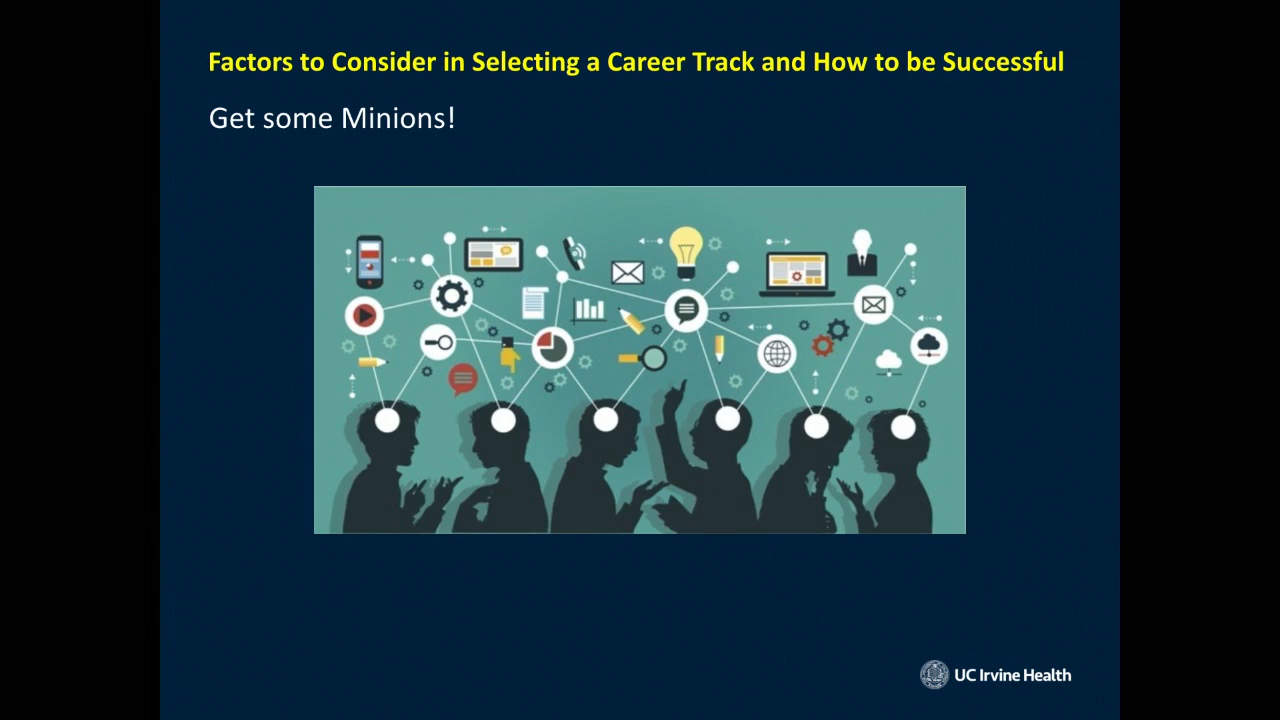 Factors to Consider in Selecting a Career Track and How to be Successful
Get some Minions!
UC Irvine Health